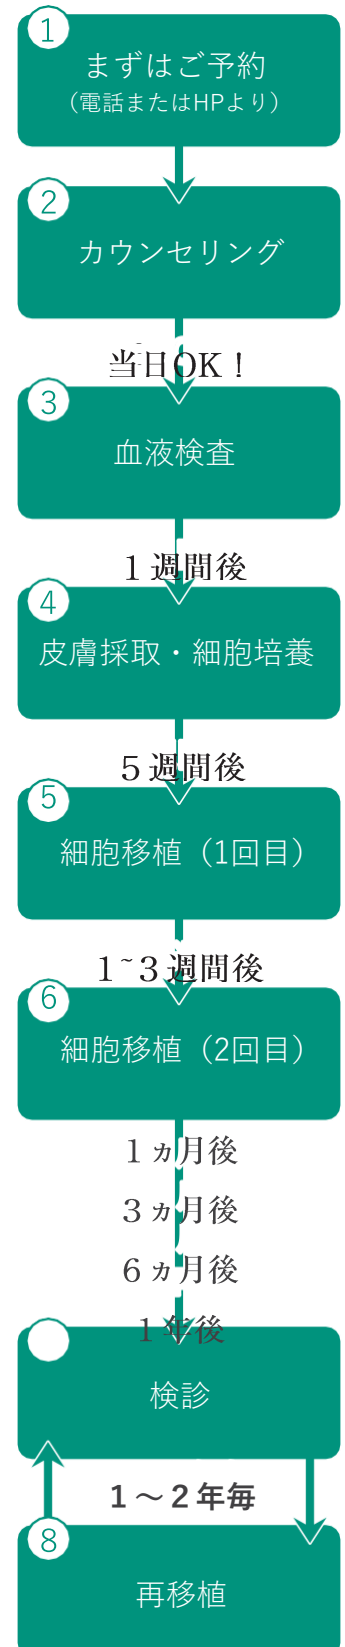 1
まずはご予約
（電話またはHPより）
2
カウンセリング
当日OK！
3
血液検査
１週間後
4
皮膚採取・細胞培養
５週間後
5
細胞移植（1回目）
１~３週間後
6
細胞移植（2回目）
１ヵ月後
３ヵ月後
６ヵ月後
１年後
検診
１～２年毎
8
再移植